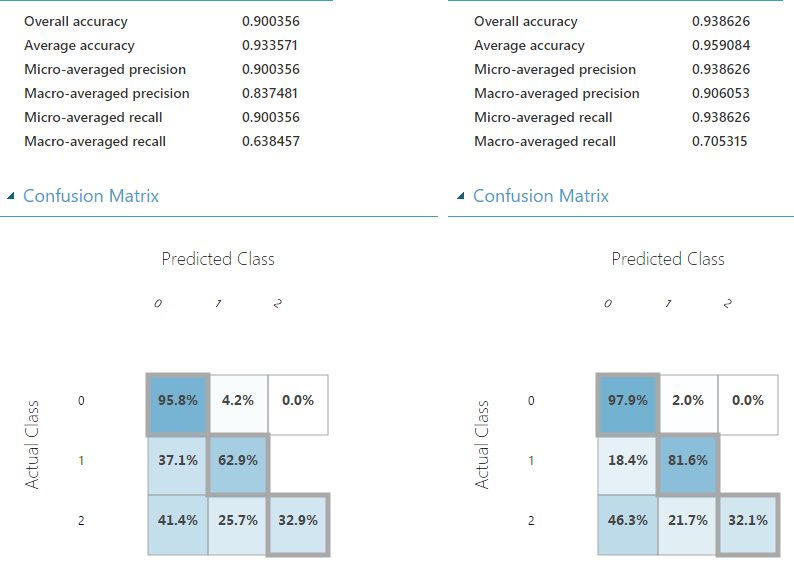 Overall accuracy 0.900356
Average accuracy 0.933571
Micro-averaged precision 0.900356
Macro-averaged precision 0.837481
Micro-averaged recall 0.900356
Macro-averaged recall 0.638457
Confusion Matrix
Predicted Class
0 1 2
Actual Class
0 95.8% 4.2% 0.0%
1 37.1% 62.9%
2 41.4% 25.7% 32.9%
Overall accuracy 0.938626
Average accuracy 0.959084
Micro-averaged precision 0.938626
Macro-averaged precision 0.906053
Micro-averaged recall 0.938626
Macro-averaged recall 0.705315
Confusion Matrix
Predicted Class
0 1 2
Actual Class
0 97.9% 2.0% 0.0%
1 18.4% 81.6%
2 46.3% 21.7% 32.1%